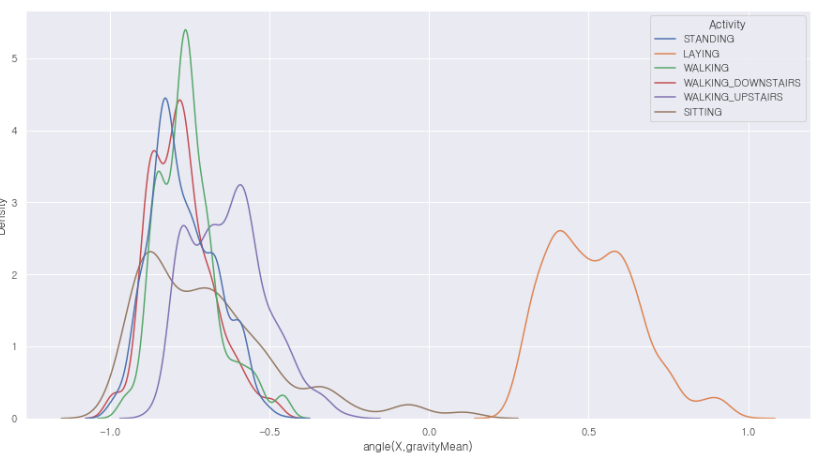 Activity
STANDING
LAYING
WALKING
WALKING_DOWNSTAIRS
WALKING_UPSTAIRS
SITTING
5
4
3
2
1
0
Density
−1.0 −0.5 0.0 0.5 1.0
angle(X,gravityMean)